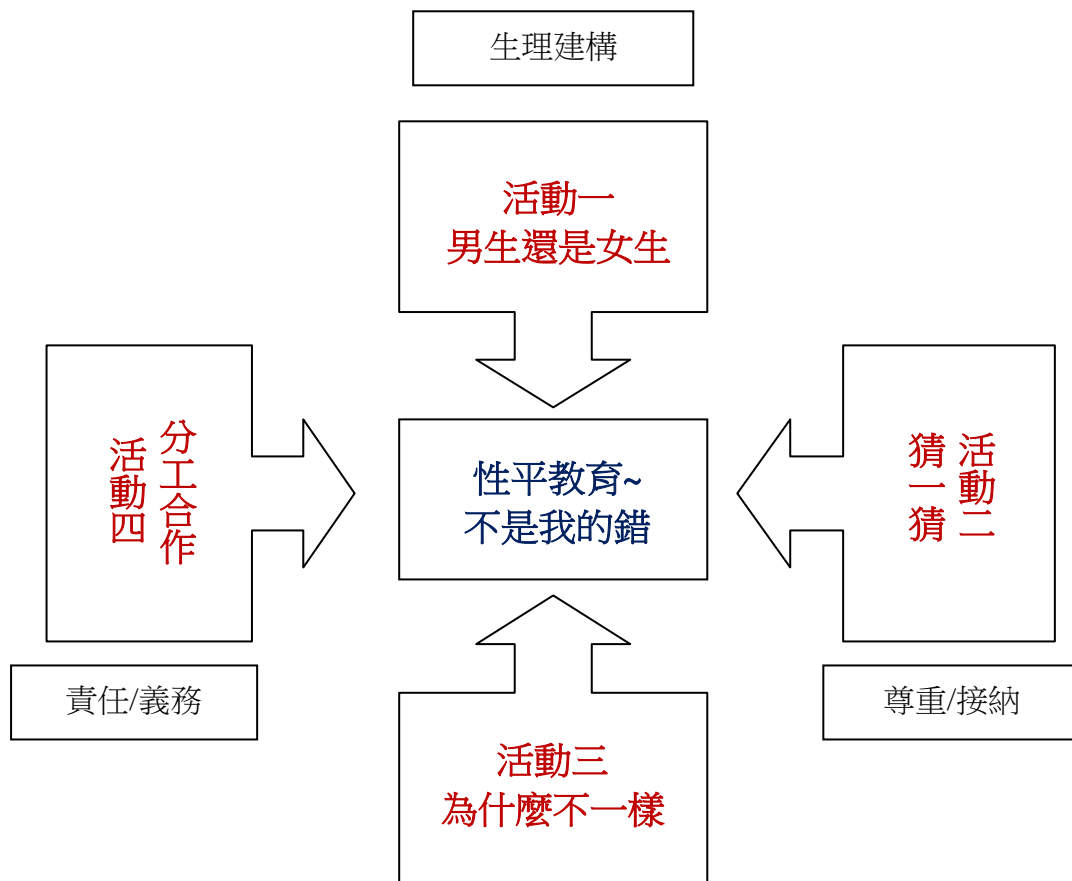 生理建構
活動一
男生還是女生
活動四
分工合作
性平教育~
不是我的錯
活動二
猜一猜
責任/義務
尊重/接納
活動三
為什麼不一樣